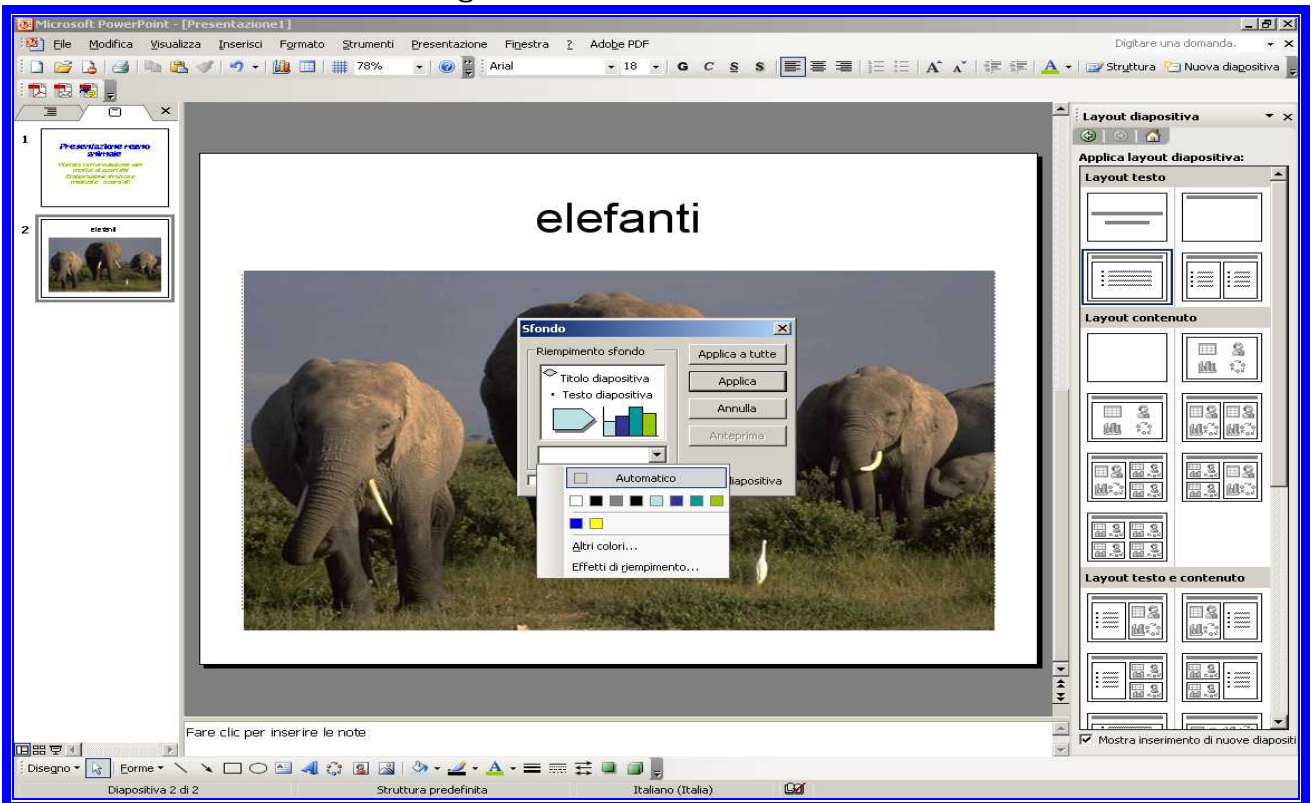 Microsoft PowerPoint - [Presentazione1]
File Modifica Visualizza Inserisci Formato Strumenti Presentazione Finestra ? Adobe PDF Digitare una domanda.
78% Arial 18 G C S S Struttura Nuova diapositiva
Layout diapositiva
Applica layout diapositiva:
Layout testo
1
Presentazione regno
animale
2
elefanti
elefanti
Sfondo
Riempimento sfondo
Titolo diapositiva
Testo diapositiva
Applica a tutte
Applica
Annulla
Anteprima
diapositiva
Automatico
Altri colori...
Effetti di riempimento...
Layout contenuto
Layout testo e contenuto
Mostra inserimento di nuove diapositi
Fare clic per inserire le note
Disegno Forme
Diapositiva 2 di 2 Struttura predefinita Italiano (Italia)